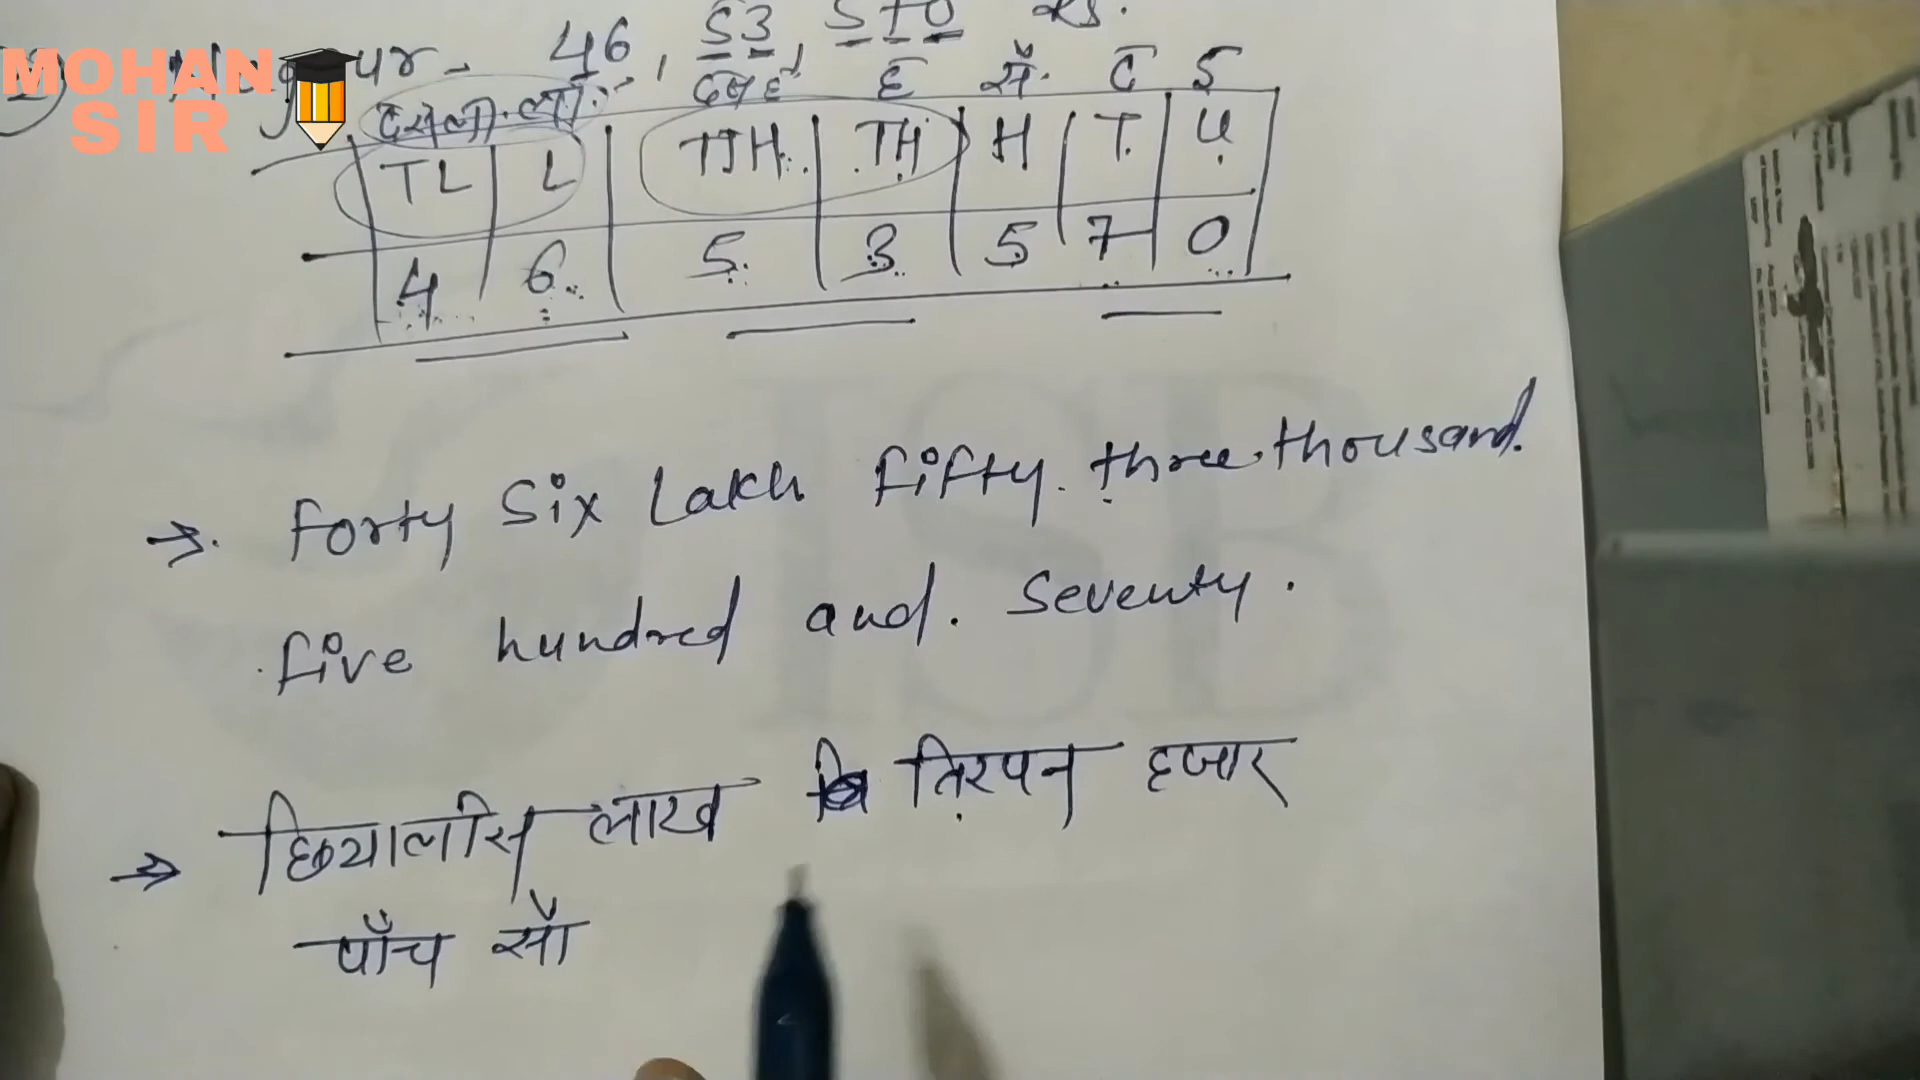 MOHAN
SIR
46, 53, 570
ह सै. द इ
TL L TTH. TH H T U
4 6 5 3 5 7 0
→. Forty Six Lakh fifty three thousand.
five hundred and. Seventy.
→ छियालीस लाख तिरपन हजार
पाँच सौ